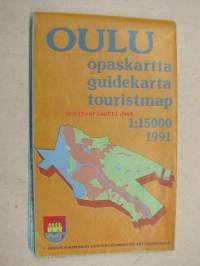 OULU
opaskartta
guidekarta
touristmap
1:15000
1991